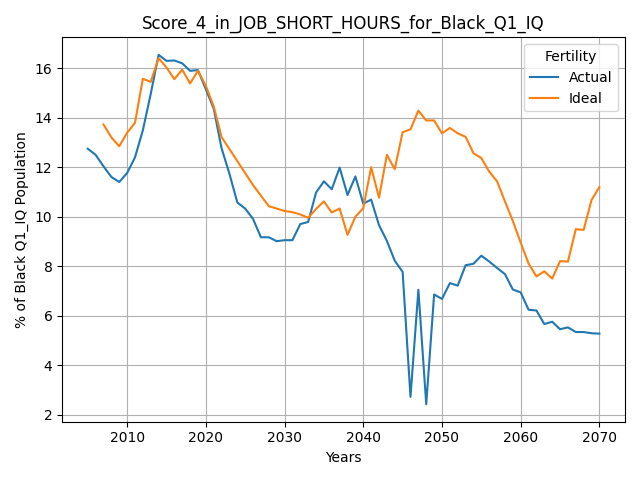 Score_4_in_JOB_SHORT_HOURS_for_Black_Q1_IQ
Fertility
Actual
Ideal
% of Black Q1_IQ Population
16
14
12
10
8
6
4
2
2010 2020 2030 2040 2050 2060 2070
Years